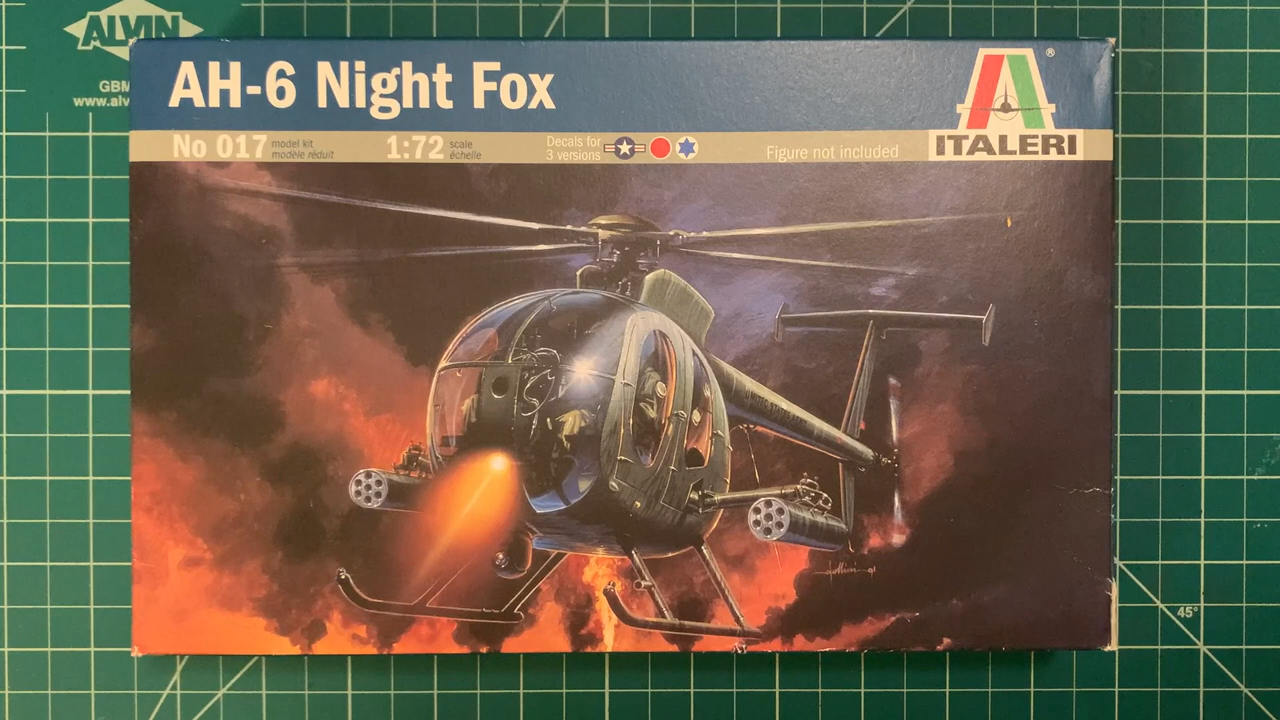 ALVIN
GBM
www.alv
AH-6 Night Fox
®
ITALERI
No 017 model kit
modèle réduit
1:72 scale
échelle
Decals for
3 versions
Figure not included
45°